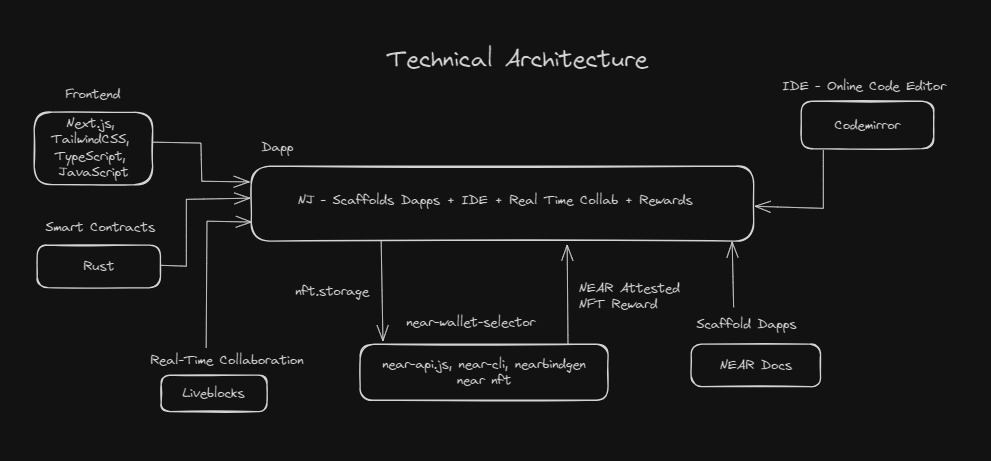 Technical Architecture
Frontend
Next.js,
TailwindCSS,
TypeScript,
JavaScript
IDE - Online Code Editor
Codemirror
Dapp
NJ - Scaffolds Dapps + IDE + Real Time Collab + Rewards
Smart Contracts
Rust
nft.storage
NEAR Attested
NFT Reward
near-wallet-selector
near-api.js, near-cli, nearbindgen
near nft
Scaffold Dapps
NEAR Docs
Real-Time Collaboration
Liveblocks